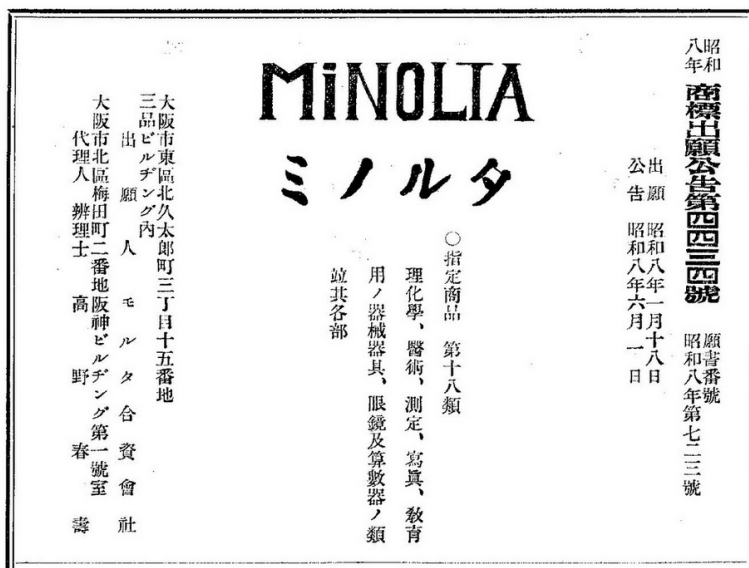 昭和八年 商標出願公告第四四三四號
願書番號
昭和八年第七二三號
出願 昭和八年一月十八日
公告 昭和八年六月一日
MiNOLTA
ミノルタ
○指定商品 第十八類
理化學、醫術、測定、寫眞、敎育
用ノ器械器具、眼鏡及算數器ノ類
竝其各部
大阪市東區北久太郎町三丁目十五番地
三品ビルヂング內
出願人 モルタ合資會社
大阪市北區梅田町二番地阪神ビルヂング第一號室
代理人 辨理士 高野春壽